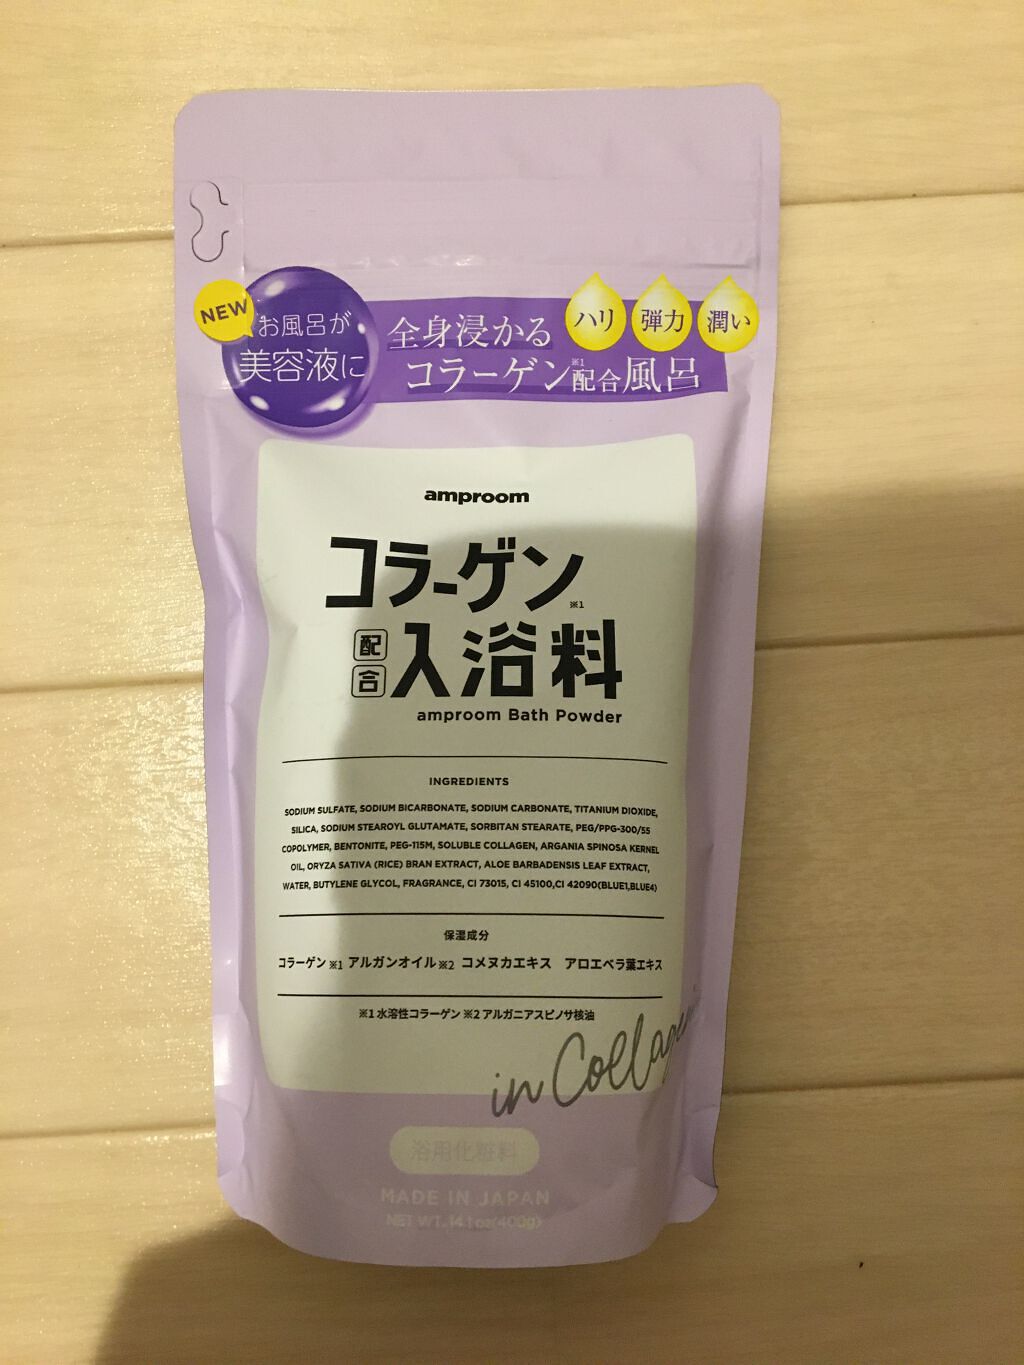 NEW
お風呂が
美容液に
全身浸かる
コラーゲン※1配合風呂
ハリ
弾力
潤い
amproom
コラーゲン※1
配合
入浴料
amproom Bath Powder
INGREDIENTS
SODIUM SULFATE, SODIUM BICARBONATE, SODIUM CARBONATE, TITANIUM DIOXIDE,
SILICA, SODIUM STEAROYL GLUTAMATE, SORBITAN STEARATE, PEG/PPG-300/55
COPOLYMER, BENTONITE, PEG-115M, SOLUBLE COLLAGEN, ARGANIA SPINOSA KERNEL
OIL, ORYZA SATIVA (RICE) BRAN EXTRACT, ALOE BARBADENSIS LEAF EXTRACT,
WATER, BUTYLENE GLYCOL, FRAGRANCE, CI 73015, CI 45100,CI 42090(BLUE1,BLUE4)
保湿成分
コラーゲン※1 アルガンオイル※2 コメヌカエキス アロエベラ葉エキス
※1 水溶性コラーゲン ※2 アルガニアスピノサ核油
in Collagen
浴用化粧料
MADE IN JAPAN
NET WT. 14.1oz(400g)